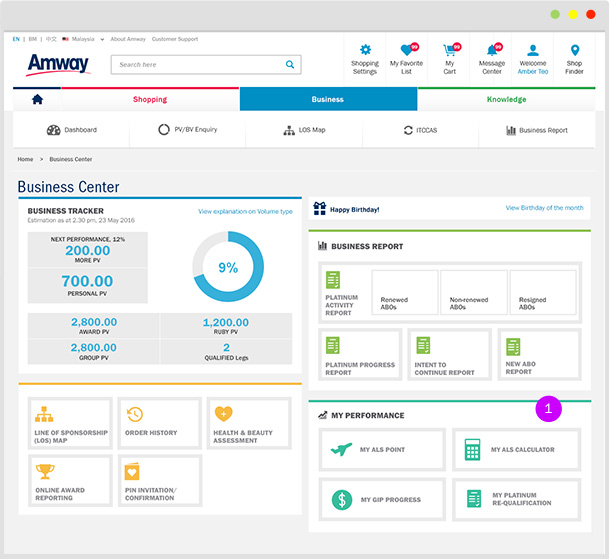 EN | BM | 中文 Malaysia About Amway Customer Support
Amway
Search here
Shopping Settings
99
My Favorite List
99
My Cart
99
Message Center
Welcome Amber Teo
Shop Finder
Shopping
Business
Knowledge
Dashboard
PV/BV Enquiry
LOS Map
ITCCAS
Business Report
Home > Business Center
Business Center
BUSINESS TRACKER
View explanation on Volume type
Estimation as at 2.30 pm, 23 May 2016
NEXT PERFORMANCE, 12%
200.00
MORE PV
700.00
PERSONAL PV
9%
2,800.00
AWARD PV
1,200.00
RUBY PV
2,800.00
GROUP PV
2
QUALIFIED Legs
LINE OF SPONSORSHIP
(LOS) MAP
ORDER HISTORY
HEALTH & BEAUTY
ASSESSMENT
ONLINE AWARD
REPORTING
PIN INVITATION/
CONFIRMATION
Happy Birthday!
View Birthday of the month
BUSINESS REPORT
PLATINUM
ACTIVITY
REPORT
Renewed
ABOs
Non-renewed
ABOs
Resigned
ABOs
PLATINUM PROGRESS
REPORT
INTENT TO
CONTINUE REPORT
NEW ABO
REPORT
1
MY PERFORMANCE
MY ALS POINT
MY ALS CALCULATOR
$
MY GIP PROGRESS
MY PLATINUM
RE-QUALIFICATION